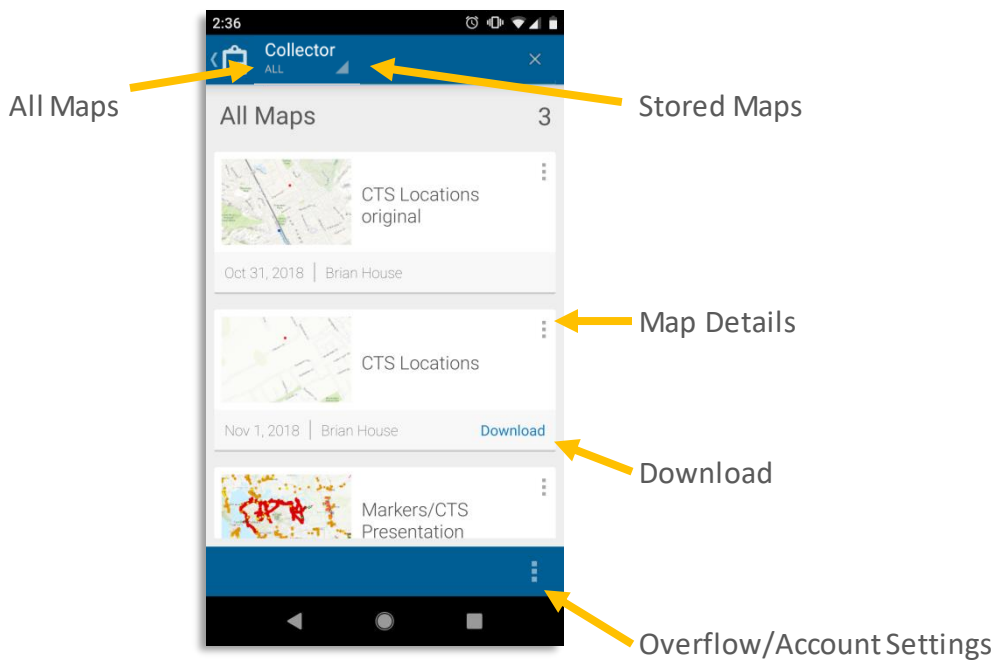 2:36
Collector
ALL
All Maps
Stored Maps
All Maps
3
CTS Locations
original
Oct 31, 2018 | Brian House
Map Details
CTS Locations
Nov 1, 2018 | Brian House
Download
Download
Markers/CTS
Presentation
Overflow/Account Settings